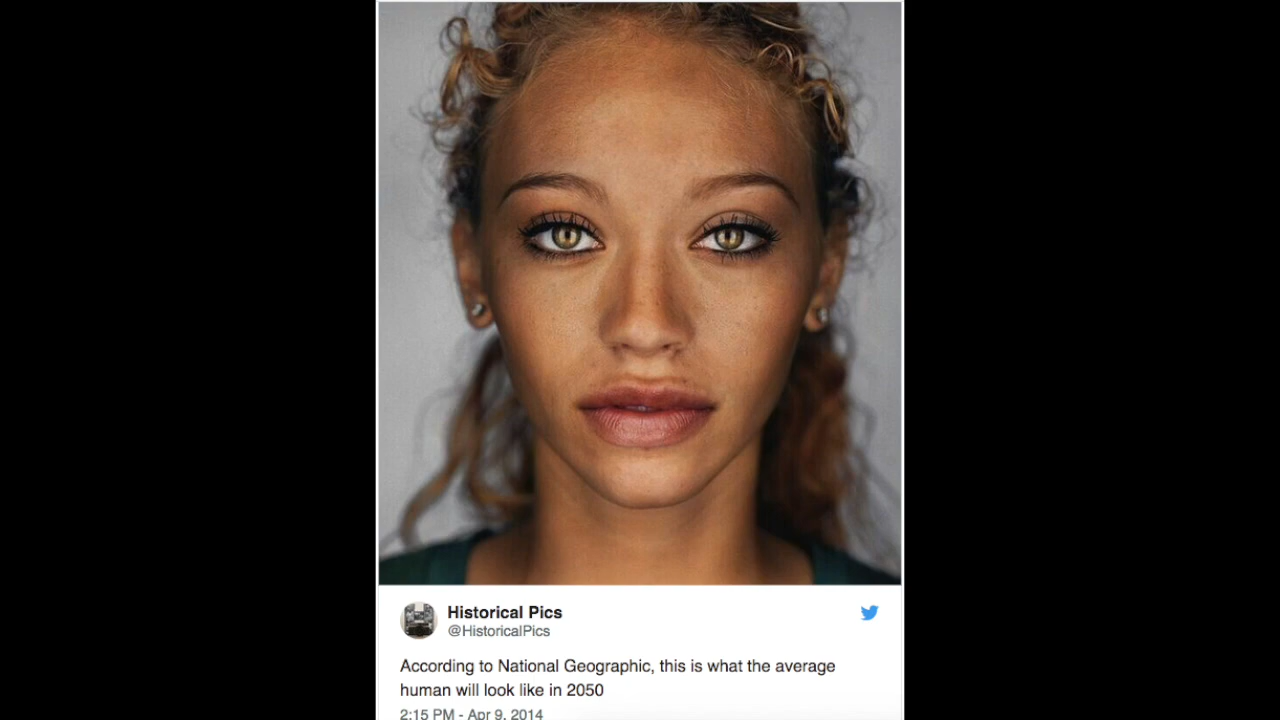 Historical Pics
@HistoricalPics
According to National Geographic, this is what the average
human will look like in 2050
2:15 PM - Apr 9, 2014